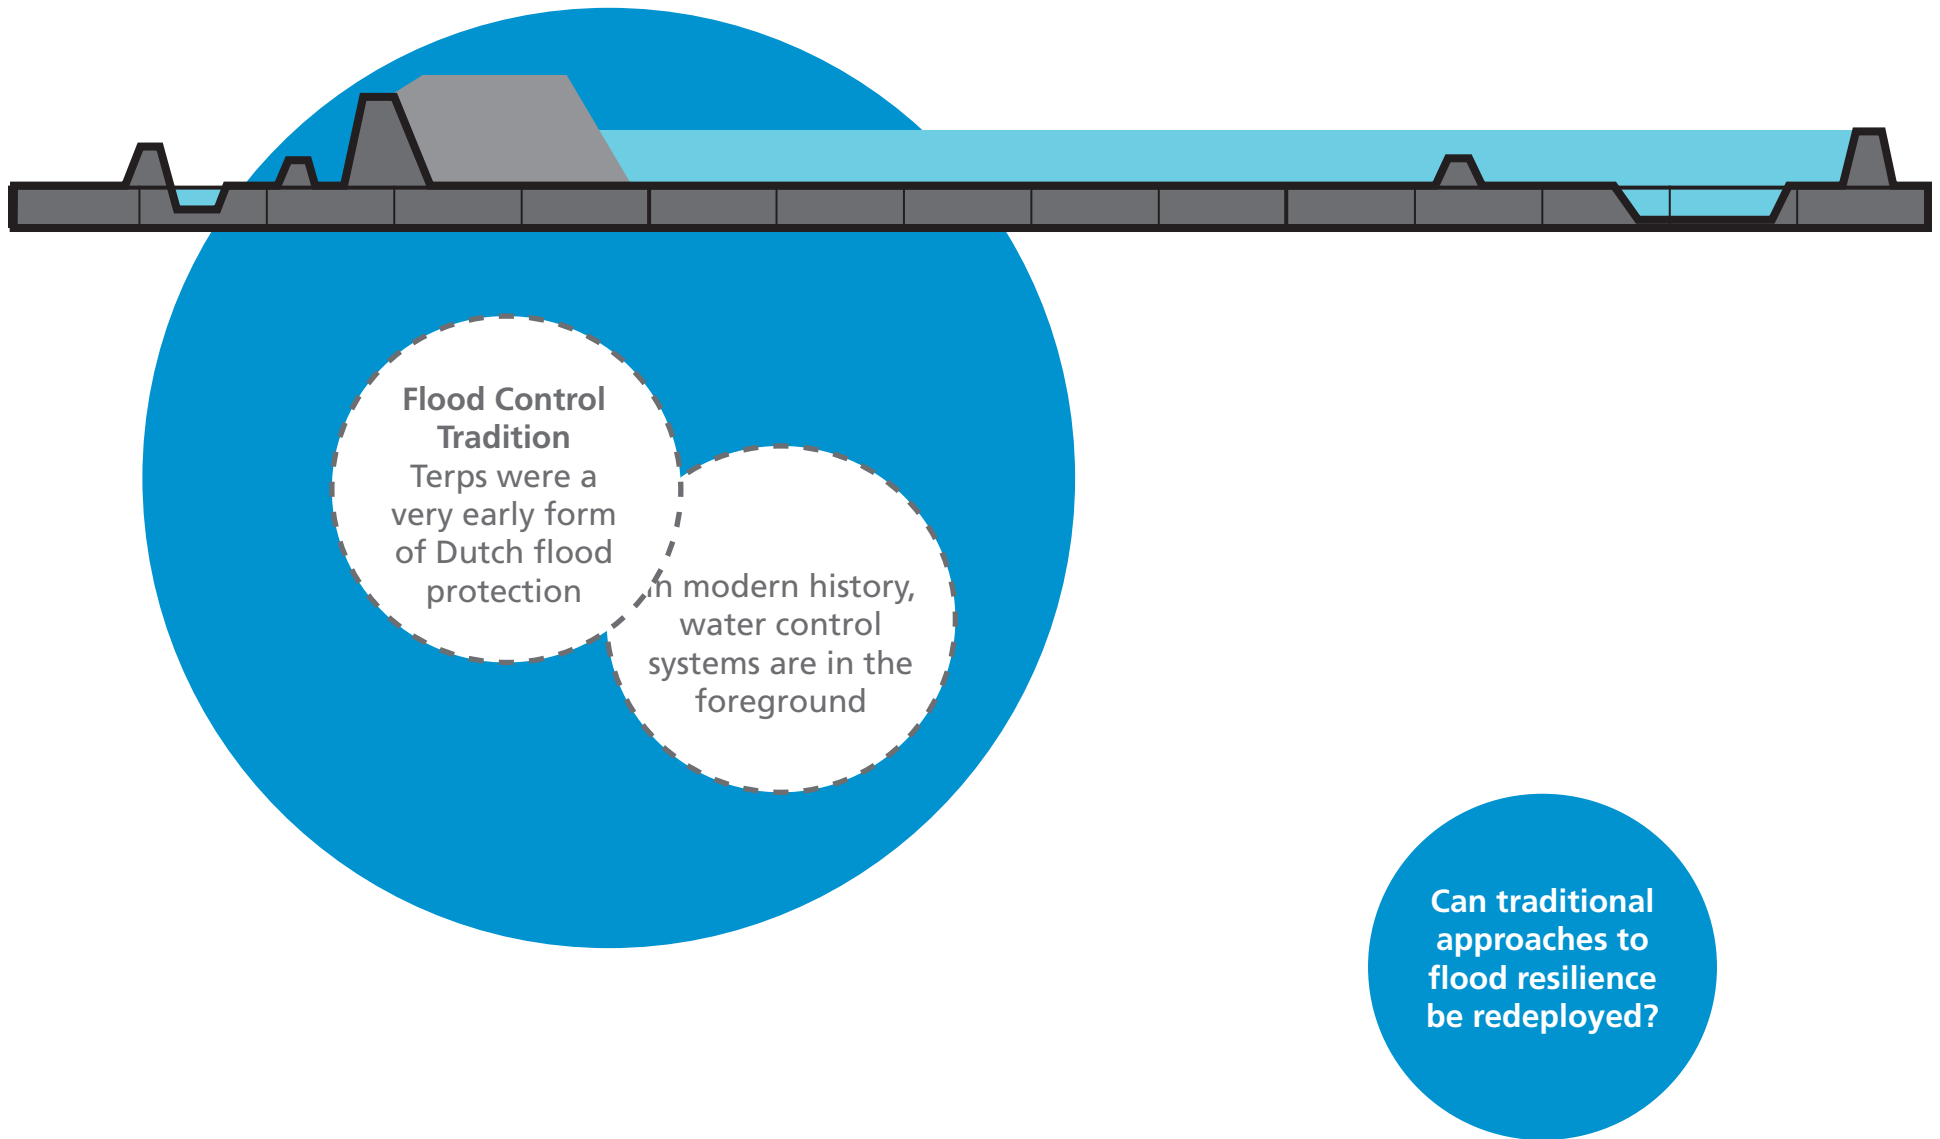 Flood Control
Tradition
Terps were a
very early form
of Dutch flood
protection
In modern history,
water control
systems are in the
foreground
Can traditional
approaches to
flood resilience
be redeployed?